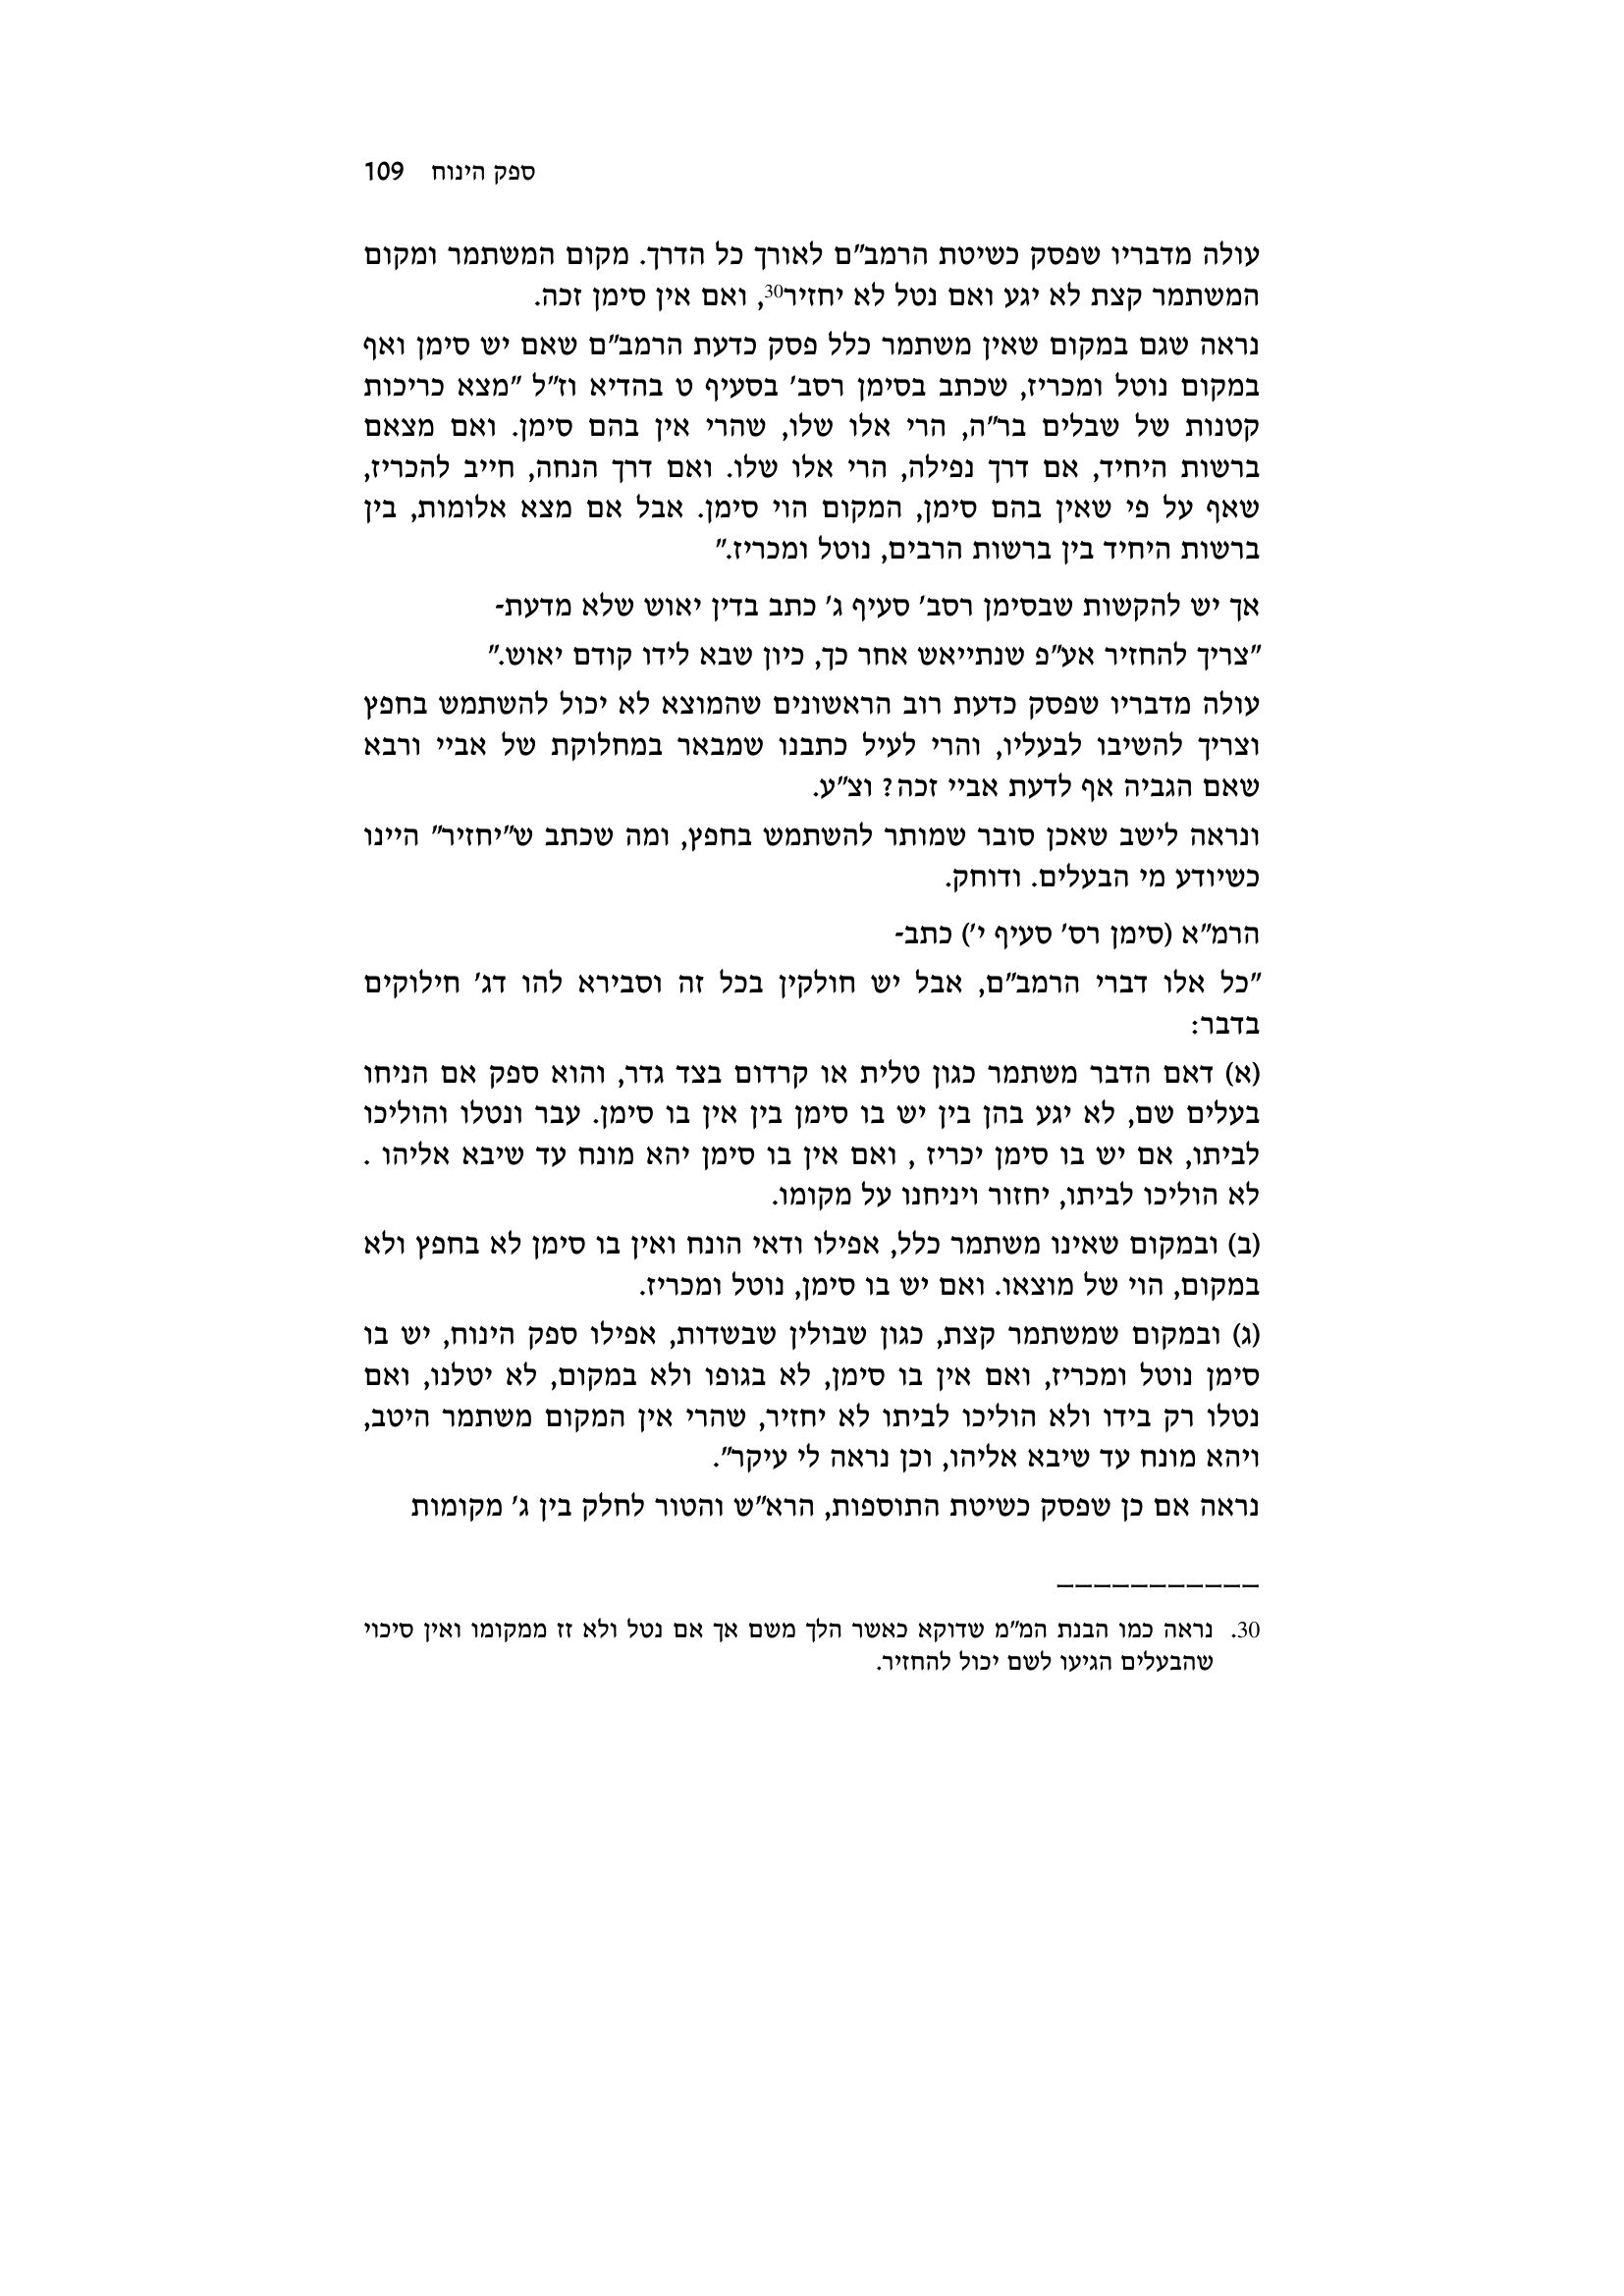 ספק הינוח 109
עולה מדבריו שפסק כשיטת הרמב"ם לאורך כל הדרך. מקום המשתמר ומקום
המשתמר קצת לא יגע ואם נטל לא יחזיר30, ואם אין סימן זכה.
נראה שגם במקום שאין משתמר כלל פסק כדעת הרמב"ם שאם יש סימן ואף
במקום נוטל ומכריז, שכתב בסימן רסב' בסעיף ט בהדיא וז"ל "מצא כריכות
קטנות של שבלים בר"ה, הרי אלו שלו, שהרי אין בהם סימן. ואם מצאם
ברשות היחיד, אם דרך נפילה, הרי אלו שלו. ואם דרך הנחה, חייב להכריז,
שאף על פי שאין בהם סימן, המקום הוי סימן. אבל אם מצא אלומות, בין
ברשות היחיד בין ברשות הרבים, נוטל ומכריז."
אך יש להקשות שבסימן רסב' סעיף ג' כתב בדין יאוש שלא מדעת-
"צריך להחזיר אע"פ שנתייאש אחר כך, כיון שבא לידו קודם יאוש."
עולה מדבריו שפסק כדעת רוב הראשונים שהמוצא לא יכול להשתמש בחפץ
וצריך להשיבו לבעליו, והרי לעיל כתבנו שמבאר במחלוקת של אביי ורבא
שאם הגביה אף לדעת אביי זכה? וצ"ע.
ונראה לישב שאכן סובר שמותר להשתמש בחפץ, ומה שכתב ש"יחזיר" היינו
כשיודע מי הבעלים. ודוחק.
הרמ"א (סימן רס' סעיף י') כתב-
"כל אלו דברי הרמב"ם, אבל יש חולקין בכל זה וסבירא להו דג' חילוקים
בדבר:
(א) דאם הדבר משתמר כגון טלית או קרדום בצד גדר, והוא ספק אם הניחו
בעלים שם, לא יגע בהן בין יש בו סימן בין אין בו סימן. עבר ונטלו והוליכו
לביתו, אם יש בו סימן יכריז , ואם אין בו סימן יהא מונח עד שיבא אליהו .
לא הוליכו לביתו, יחזור ויניחנו על מקומו.
(ב) ובמקום שאינו משתמר כלל, אפילו ודאי הונח ואין בו סימן לא בחפץ ולא
במקום, הוי של מוצאו. ואם יש בו סימן, נוטל ומכריז.
(ג) ובמקום שמשתמר קצת, כגון שבולין שבשדות, אפילו ספק הינוח, יש בו
סימן נוטל ומכריז, ואם אין בו סימן, לא בגופו ולא במקום, לא יטלנו, ואם
נטלו רק בידו ולא הוליכו לביתו לא יחזיר, שהרי אין המקום משתמר היטב,
ויהא מונח עד שיבא אליהו, וכן נראה לי עיקר".
נראה אם כן שפסק כשיטת התוספות, הרא"ש והטור לחלק בין ג' מקומות
30. נראה כמו הבנת המ"מ שדוקא כאשר הלך משם אך אם נטל ולא זז ממקומו ואין סיכוי
שהבעלים הגיעו לשם יכול להחזיר.